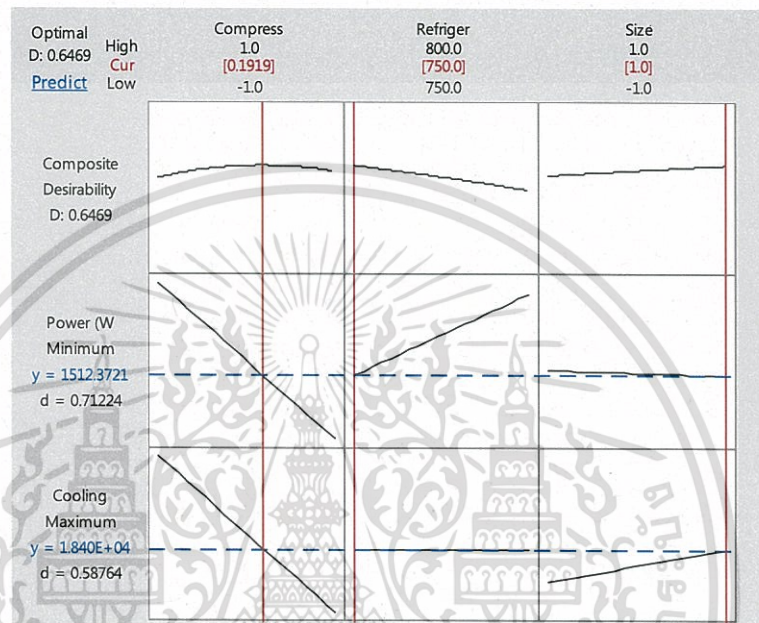 Optimal
D: 0.6469
Predict
High
Cur
Low
Compress
1.0
[0.1919]
-1.0
Refriger
800.0
[750.0]
750.0
Size
1.0
[1.0]
-1.0
Composite
Desirability
D: 0.6469
Power (W
Minimum
y = 1512.3721
d = 0.71224
Cooling
Maximum
y = 1.840E+04
d = 0.58764